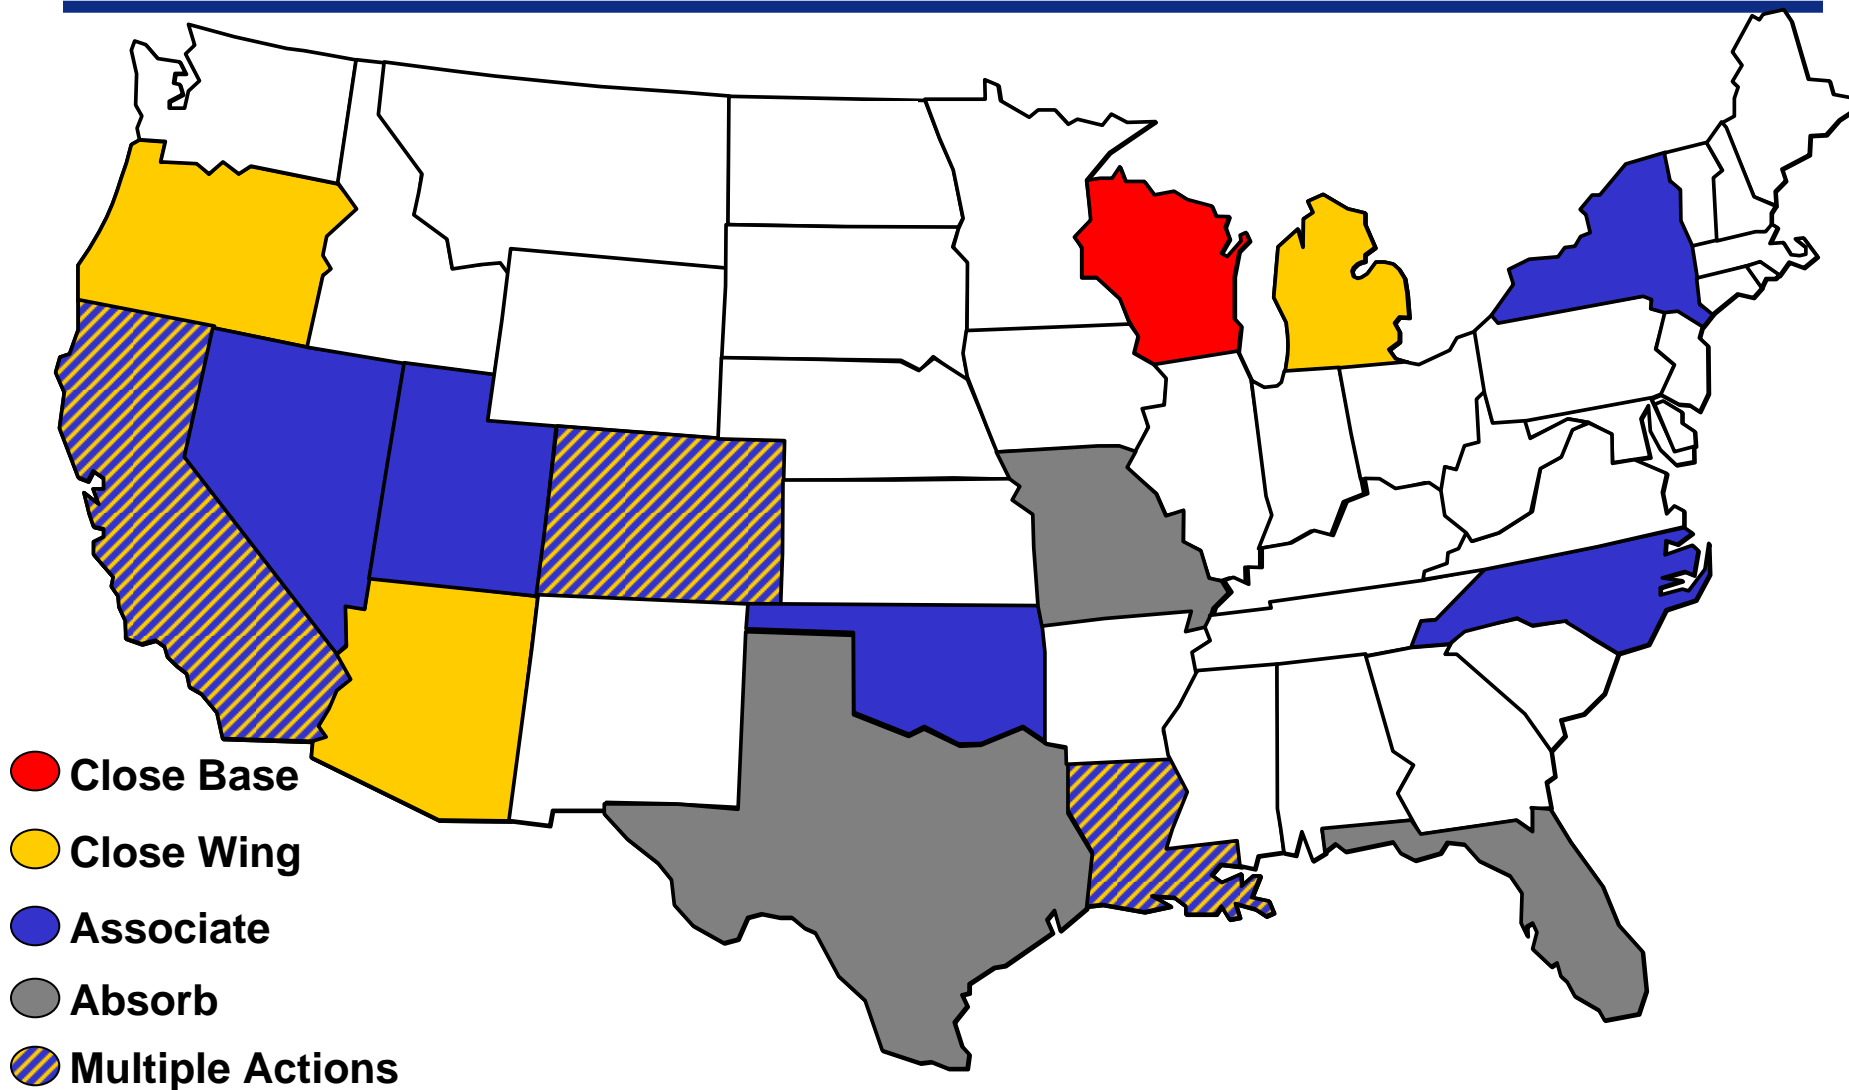 Close Base
Close Wing
Associate
Absorb
Multiple Actions